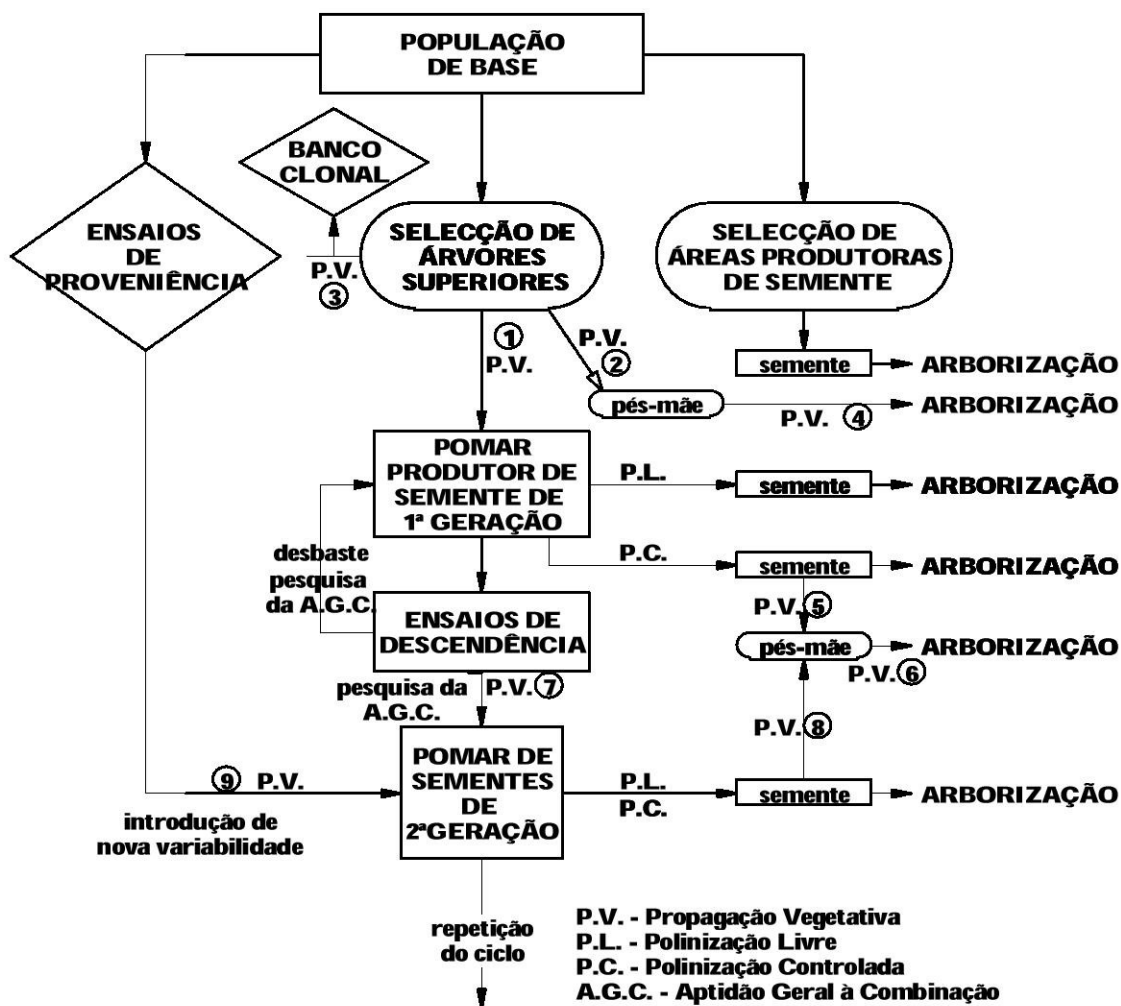 POPULAÇÃO
DE BASE
BANCO
CLONAL
ENSAIOS
DE
PROVENIÊNCIA
P.V.
3
SELECÇÃO DE
ÁRVORES
SUPERIORES
SELECÇÃO DE
ÁREAS PRODUTORAS
DE SEMENTE
1
P.V.
P.V.
2
semente
ARBORIZAÇÃO
pés-mãe
P.V. 4
ARBORIZAÇÃO
POMAR
PRODUTOR DE
SEMENTE DE
1ª GERAÇÃO
P.L.
semente
ARBORIZAÇÃO
P.C.
semente
ARBORIZAÇÃO
desbaste
pesquisa
da A.G.C.
P.V. 5
ENSAIOS DE
DESCENDÊNCIA
pés-mãe
ARBORIZAÇÃO
P.V. 6
pesquisa da
A.G.C.
P.V. 7
P.V. 8
POMAR DE
SEMENTES
DE
2ªGERAÇÃO
9 P.V.
introdução de
nova variabilidade
P.L.
P.C.
semente
ARBORIZAÇÃO
repetição
do ciclo
P.V. - Propagação Vegetativa
P.L. - Polinização Livre
P.C. - Polinização Controlada
A.G.C. - Aptidão Geral à Combinação